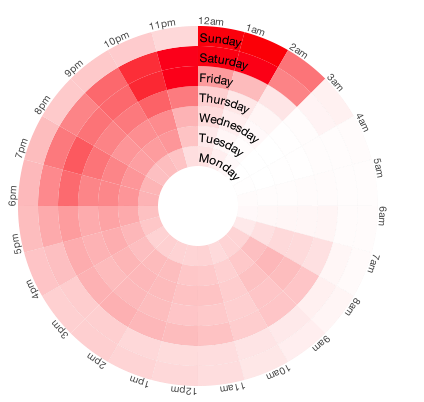 12am
1am
2am
3am
4am
5am
6am
7am
8am
9am
10am
11am
12pm
1pm
2pm
3pm
4pm
5pm
6pm
7pm
8pm
9pm
10pm
11pm
Sunday
Saturday
Friday
Thursday
Wednesday
Tuesday
Monday